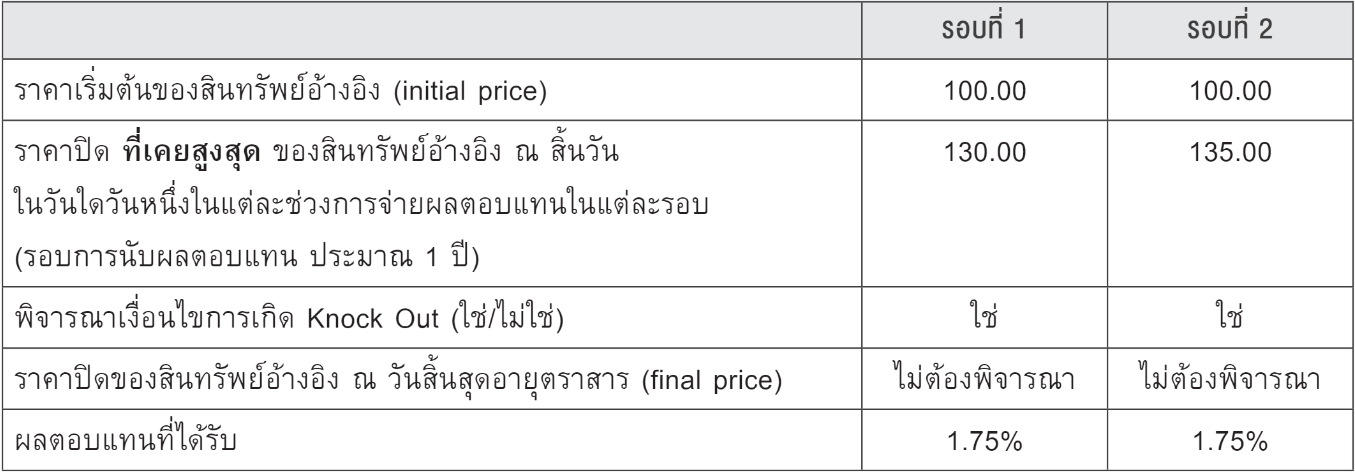 รอบที่ 1 รอบที่ 2
ราคาเริ่มต้นของสินทรัพย์อ้างอิง (initial price) 100.00 100.00
ราคาปิด ที่เคยสูงสุด ของสินทรัพย์อ้างอิง ณ สิ้นวัน 130.00 135.00
ในวันใดวันหนึ่งในแต่ละช่วงการจ่ายผลตอบแทนในแต่ละรอบ
(รอบการนับผลตอบแทน ประมาณ 1 ปี)
พิจารณาเงื่อนไขการเกิด Knock Out (ใช่/ไม่ใช่) ใช่ ใช่
ราคาปิดของสินทรัพย์อ้างอิง ณ วันสิ้นสุดอายุตราสาร (final price) ไม่ต้องพิจารณา ไม่ต้องพิจารณา
ผลตอบแทนที่ได้รับ 1.75% 1.75%